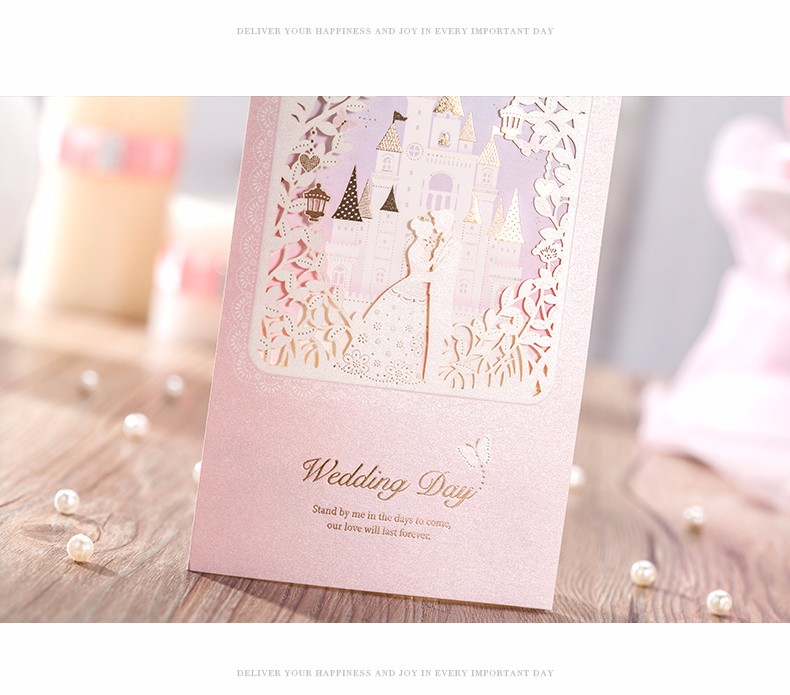 DELIVER YOUR HAPPINESS AND JOY IN EVERY IMPORTANT DAY
Wedding Day
Stand by me in the days to come,
our love will last forever.
DELIVER YOUR HAPPINESS AND JOY IN EVERY IMPORTANT DAY